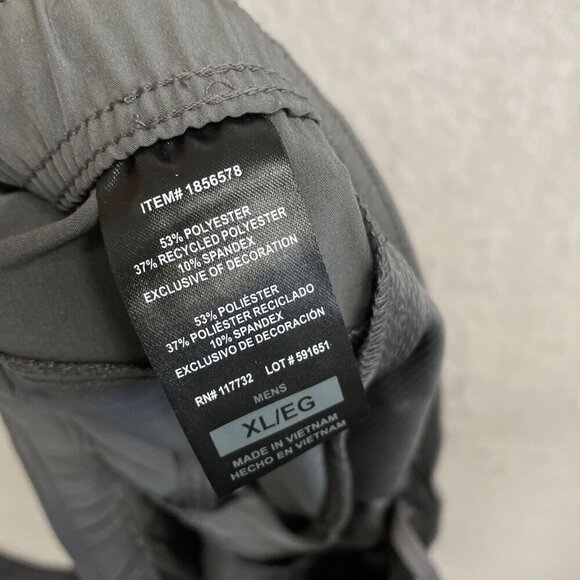 ITEM# 1856578
53% POLYESTER
37% RECYCLED POLYESTER
10% SPANDEX
EXCLUSIVE OF DECORATION
53% POLIÉSTER
37% POLIÉSTER RECICLADO
10% SPANDEX
EXCLUSIVO DE DECORACIÓN
RN# 117732 LOT # 591651
MENS
XL/EG
MADE IN VIETNAM
HECHO EN VIETNAM